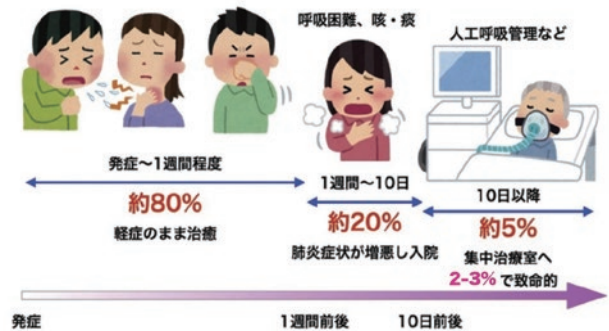 呼吸困難、咳・痰
人工呼吸管理など
発症～1週間程度
約80%
軽症のまま治癒
1週間～10日
約20%
肺炎症状が増悪し入院
10日以降
約5%
集中治療室へ
2-3%で致命的
発症
1週間前後
10日前後